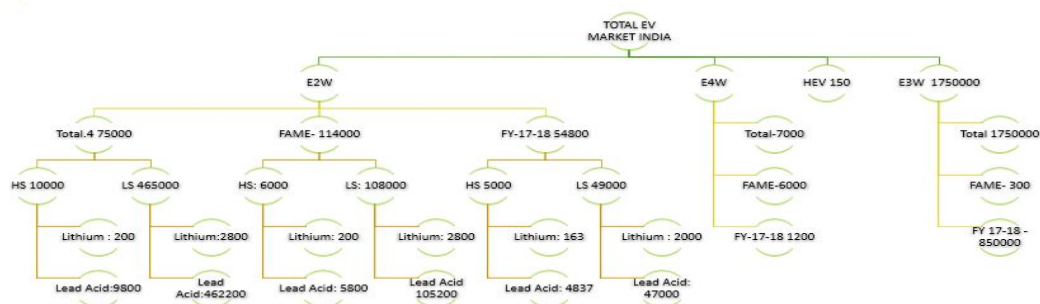 TOTAL EV
MARKET INDIA
E2W
E4W
HEV 150
E3W 1750000
Total.4 75000
FAME- 114000
FY-17-18 54800
Total-7000
Total 1750000
HS 10000
LS 465000
HS: 6000
LS: 108000
HS 5000
LS 49000
FAME-6000
FAME- 300
Lithium : 200
Lithium:2800
Lithium: 200
Lithium: 2800
Lithium: 163
Lithium : 2000
FY-17-18 1200
FY 17-18 -
850000
Lead Acid:9800
Lead
Acid:462200
Lead Acid: 5800
Lead Acid
105200
Lead Acid: 4837
Lead Acid:
47000